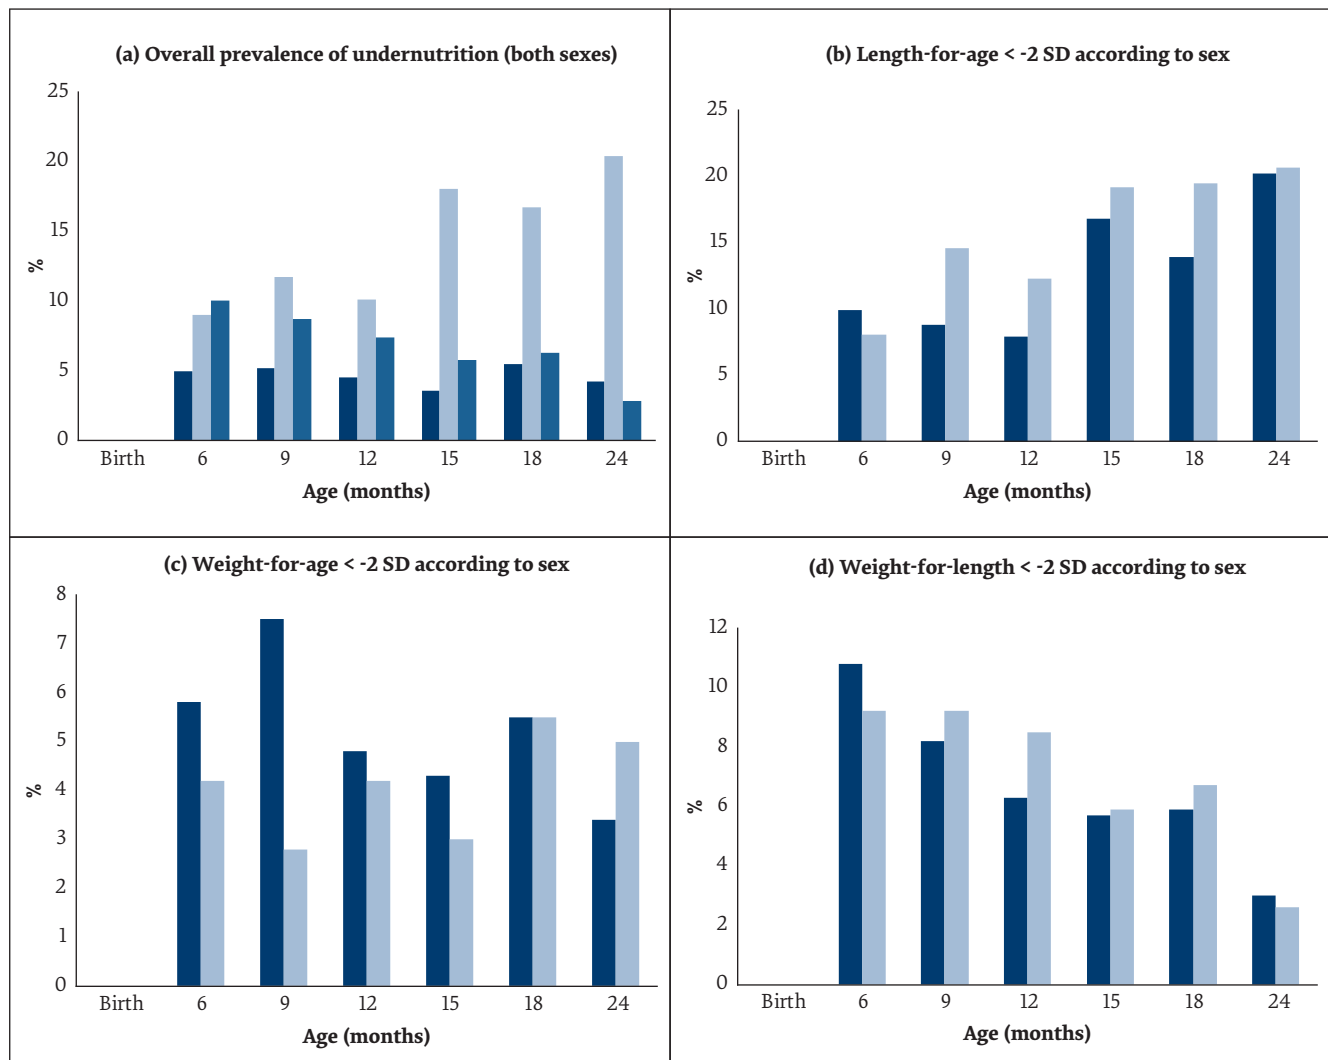 (a) Overall prevalence of undernutrition (both sexes)
25
20
15
10
5
0
%
Birth 6 9 12 15 18 24
Age (months)
(b) Length-for-age < -2 SD according to sex
25
20
15
10
5
0
%
Birth 6 9 12 15 18 24
Age (months)
(c) Weight-for-age < -2 SD according to sex
8
7
6
5
4
3
2
1
0
%
Birth 6 9 12 15 18 24
Age (months)
(d) Weight-for-length < -2 SD according to sex
12
10
8
6
4
2
0
%
Birth 6 9 12 15 18 24
Age (months)